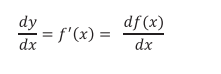 dy/dx = f'(x) = df(x)/dx